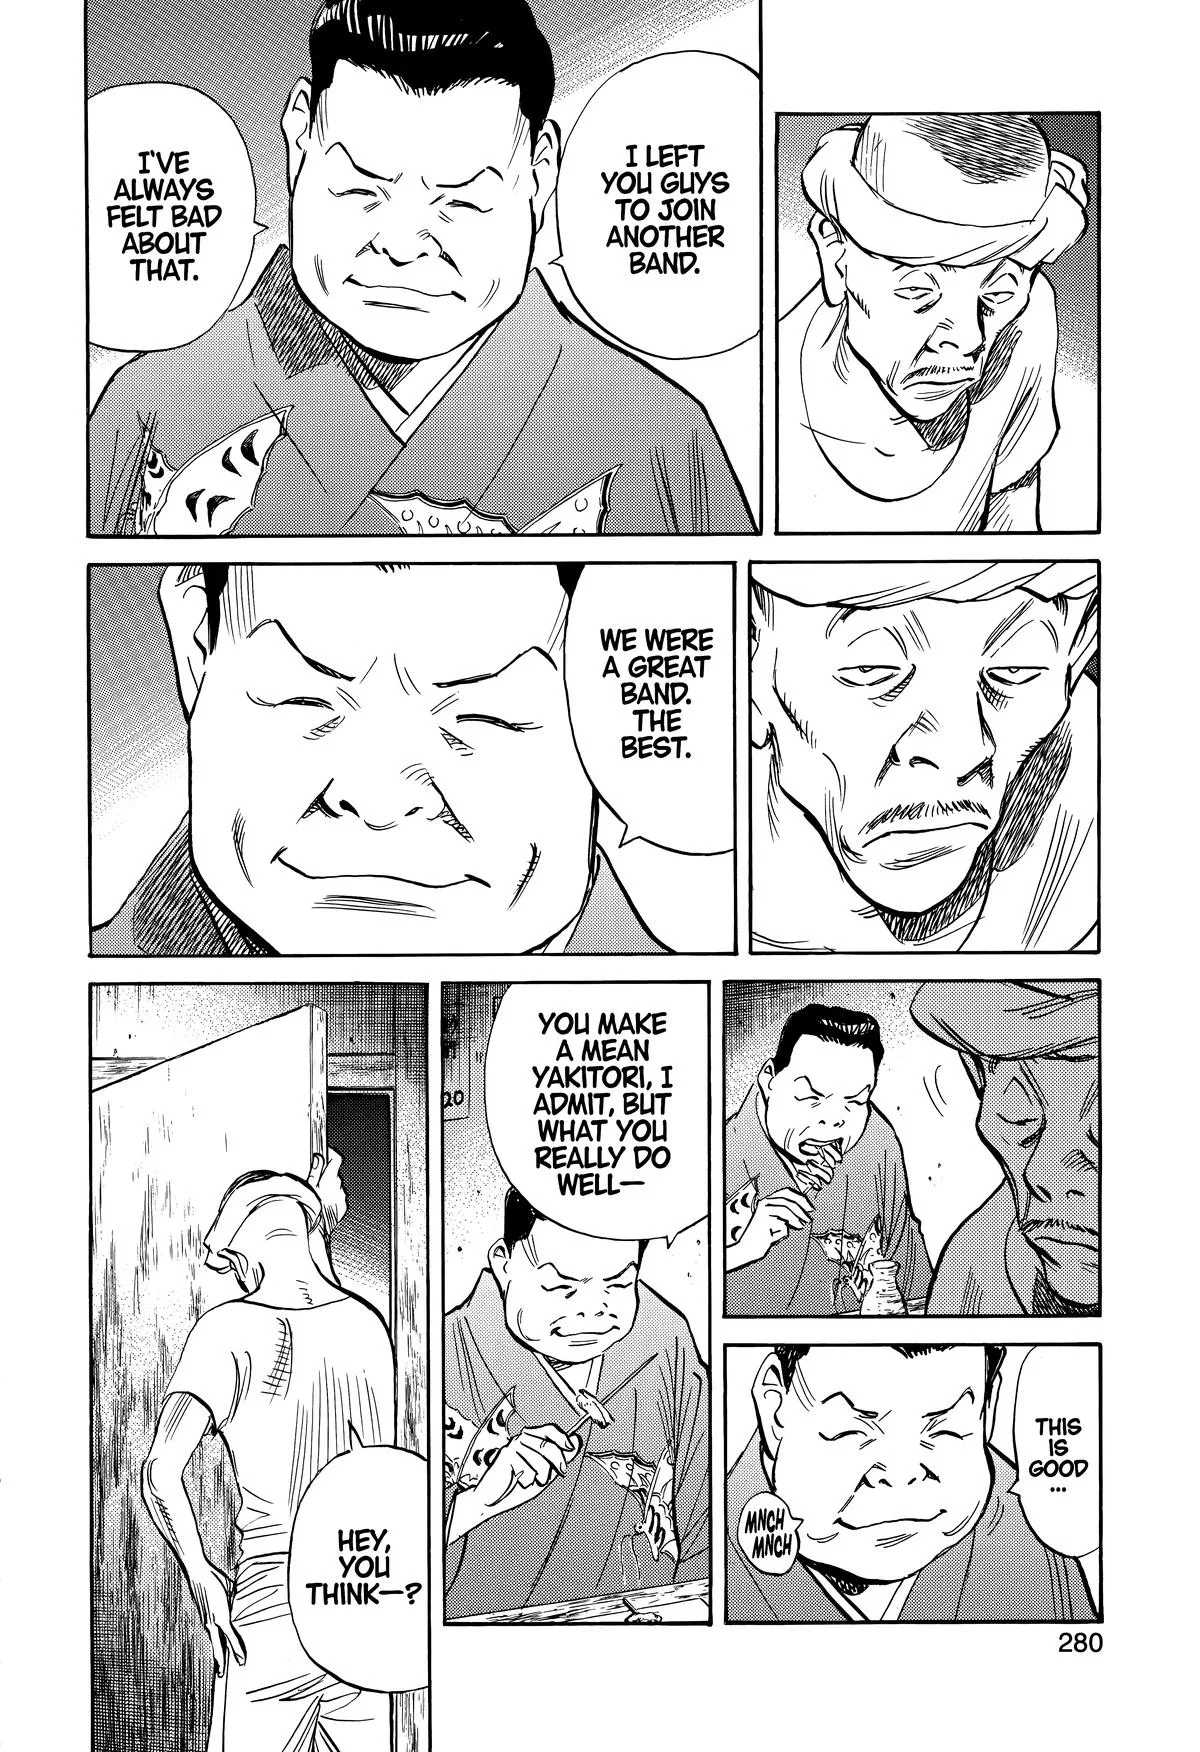 I LEFT
YOU GUYS
TO JOIN
ANOTHER
BAND.
I'VE
ALWAYS
FELT BAD
ABOUT
THAT.
WE WERE
A GREAT
BAND.
THE
BEST.
THIS
IS
GOOD
...
MNCH
MNCH
YOU MAKE
A MEAN
YAKITORI, I
ADMIT, BUT
WHAT YOU
REALLY DO
WELL—
20
HEY,
YOU
THINK—?
280